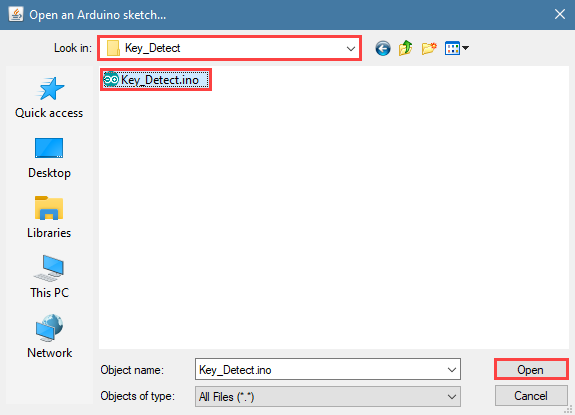 Open an Arduino sketch...
Look in: Key_Detect
Key_Detect.ino
Quick access
Desktop
Libraries
This PC
Network
Object name: Key_Detect.ino Open
Objects of type: All Files (*.*) Cancel